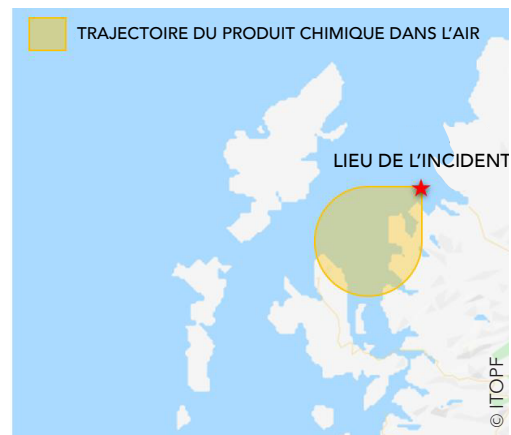 TRAJECTOIRE DU PRODUIT CHIMIQUE DANS L’AIR
LIEU DE L’INCIDENT
© ITOPF